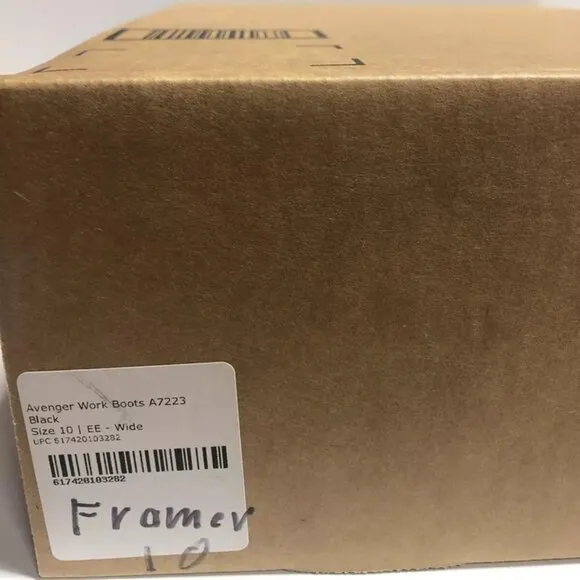 Avenger Work Boots A7223
Black
Size 10 | EE - Wide
UPC 617420103282
617420103282
Framer
10